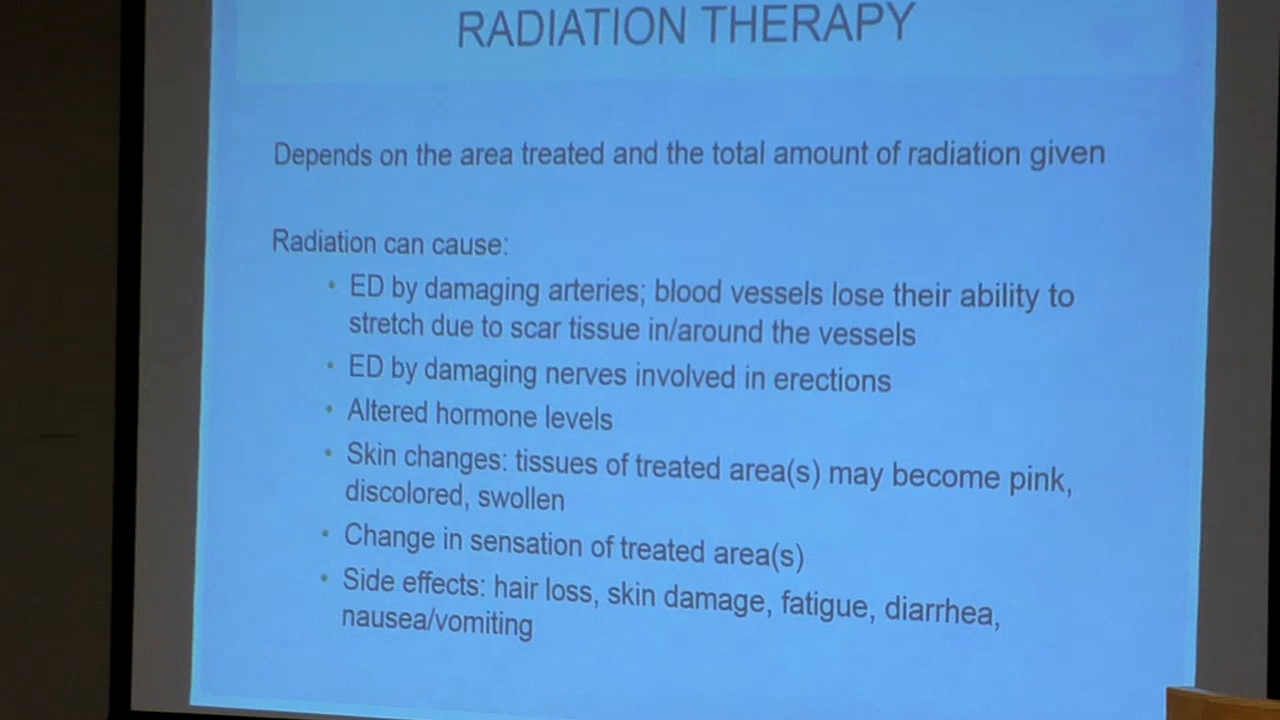 RADIATION THERAPY
Depends on the area treated and the total amount of radiation given
Radiation can cause:
• ED by damaging arteries; blood vessels lose their ability to
stretch due to scar tissue in/around the vessels
• ED by damaging nerves involved in erections
• Altered hormone levels
• Skin changes: tissues of treated area(s) may become pink,
discolored, swollen
• Change in sensation of treated area(s)
• Side effects: hair loss, skin damage, fatigue, diarrhea,
nausea/vomiting